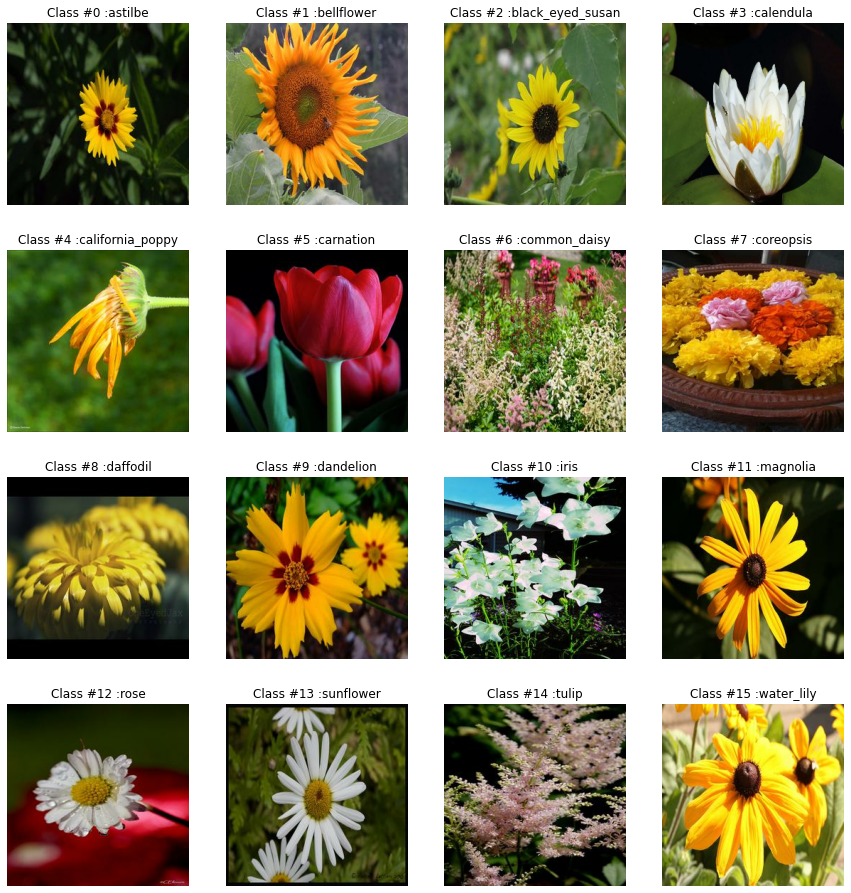 Class #0 :astilbe
Class #1 :bellflower
Class #2 :black_eyed_susan
Class #3 :calendula
Class #4 :california_poppy
Class #5 :carnation
Class #6 :common_daisy
Class #7 :coreopsis
Class #8 :daffodil
Class #9 :dandelion
Class #10 :iris
Class #11 :magnolia
Class #12 :rose
Class #13 :sunflower
Class #14 :tulip
Class #15 :water_lily